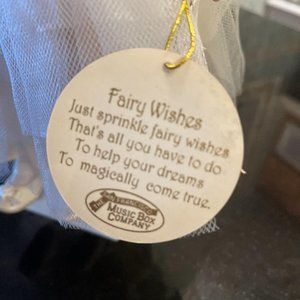 Fairy Wishes
Just sprinkle fairy wishes.
That's all you have to do.
To help your dreams
To magically come true.
THE SAN FRANCISCO
MUSIC BOX
COMPANY